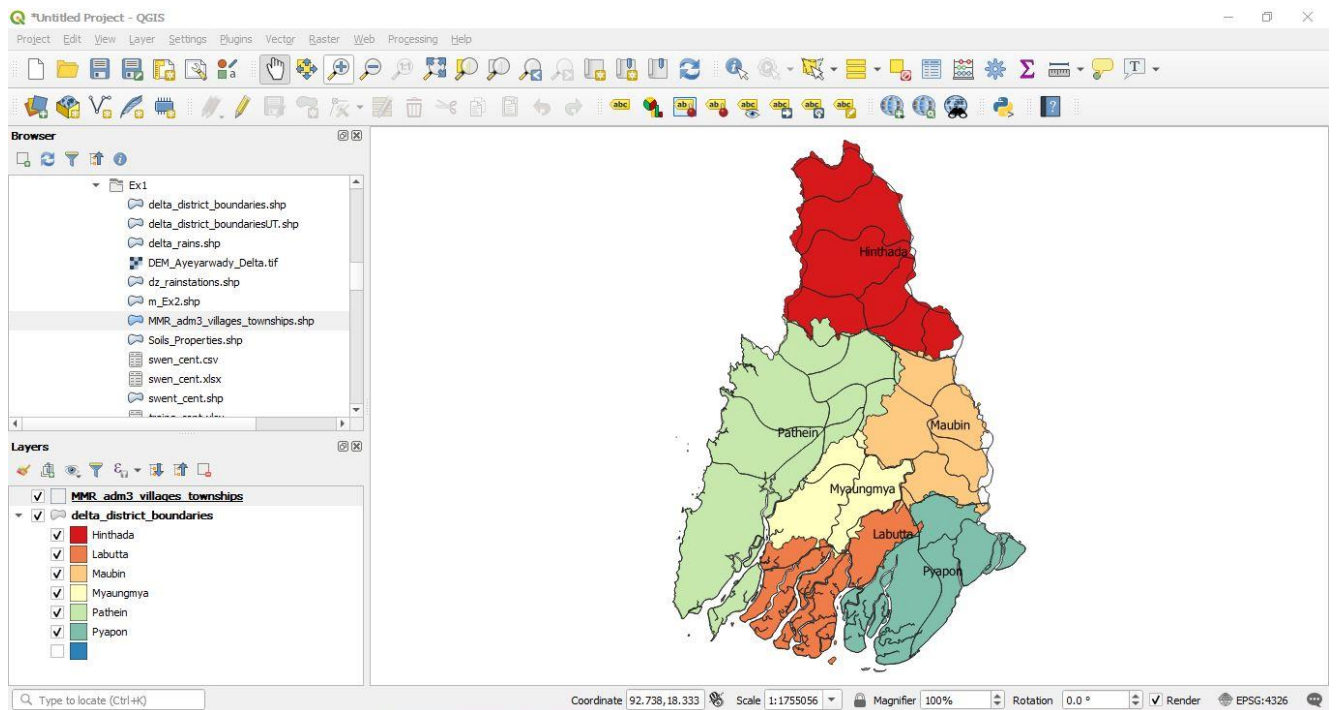 *Untitled Project - QGIS
Project Edit View Layer Settings Plugins Vector Raster Web Processing Help
Browser
Ex1
delta_district_boundaries.shp
delta_district_boundariesUT.shp
delta_rains.shp
DEM_Ayeyarwady_Delta.tif
dz_rainstations.shp
m_Ex2.shp
MMR_adm3_villages_townships.shp
Soils_Properties.shp
swen_cent.csv
swen_cent.xlsx
swent_cent.shp
Layers
MMR_adm3_villages_townships
delta_district_boundaries
Hinthada
Labutta
Maubin
Myaungmya
Pathein
Pyapon
Hinthada
Maubin
Pathein
Myaungmya
Labutta
Pyapon
Type to locate (Ctrl+K) Coordinate 92.738,18.333 Scale 1:1755056 Magnifier 100% Rotation 0.0 ° Render EPSG:4326